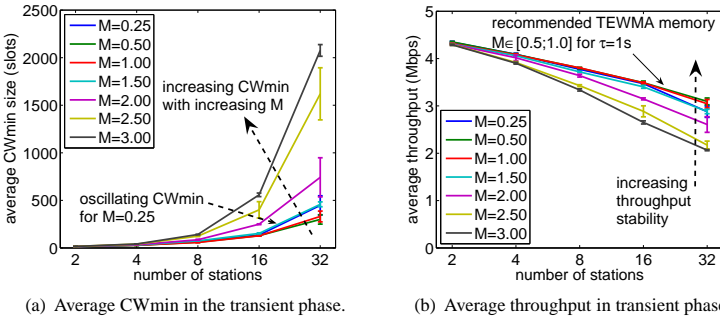 average CWmin size (slots)
2500
2000
1500
1000
500
0
M=0.25
M=0.50
M=1.00
M=1.50
M=2.00
M=2.50
M=3.00
increasing CWmin
with increasing M
oscillating CWmin
for M=0.25
2 4 8 16 32
number of stations
(a) Average CWmin in the transient phase.
average throughput (Mbps)
5
4
3
2
1
0
recommended TEWMA memory
M∈[0.5;1.0] for τ=1s
M=0.25
M=0.50
M=1.00
M=1.50
M=2.00
M=2.50
M=3.00
increasing
throughput
stability
2 4 8 16 32
number of stations
(b) Average throughput in transient phase